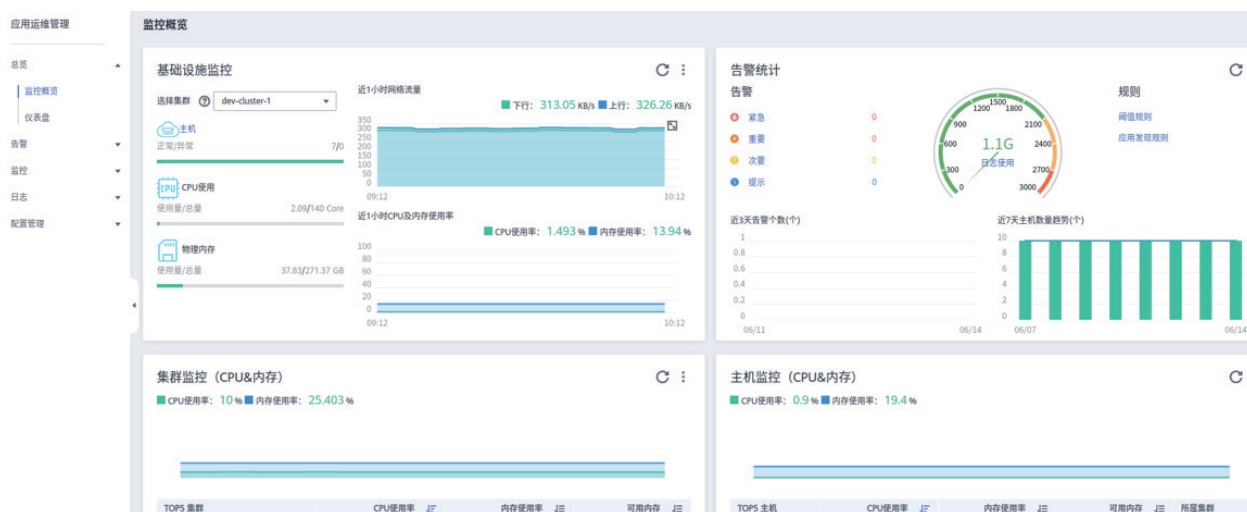 应用运维管理
总览
监控概览
仪表盘
告警
监控
日志
配置管理
监控概览
基础设施监控
选择集群 ? dev-cluster-1
主机
正常/异常 7/0
CPU
CPU使用
使用量/总量 2.09/140 Core
物理内存
使用量/总量 37.83/271.37 GB
近1小时网络流量
下行: 313.05 KB/s 上行: 326.26 KB/s
350
300
250
200
150
100
50
0
09:12 10:12
近1小时CPU及内存使用率
CPU使用率: 1.493 % 内存使用率: 13.94 %
100
80
60
40
20
0
09:12 10:12
告警统计
告警
紧急 0
重要 0
次要 0
提示 0
0
300
600
900
1200
1500
1800
2100
2400
2700
3000
1.1G
日志使用
规则
阈值规则
应用发现规则
近3天告警个数(个)
1
0.8
0.6
0.4
0.2
0
06/11 06/14
近7天主机数量趋势(个)
10
8
6
4
2
0
06/07 06/14
集群监控（CPU&内存）
CPU使用率: 10 % 内存使用率: 25.403 %
TOP5 集群 CPU使用率 内存使用率 可用内存
主机监控（CPU&内存）
CPU使用率: 0.9 % 内存使用率: 19.4 %
TOP5 主机 CPU使用率 内存使用率 可用内存 所属集群